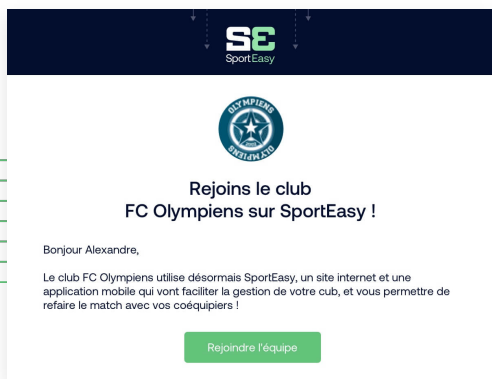 SE
SportEasy
OLYMPIENS
OLYMPIENS
Rejoins le club
FC Olympiens sur SportEasy !
Bonjour Alexandre,
Le club FC Olympiens utilise désormais SportEasy, un site internet et une
application mobile qui vont faciliter la gestion de votre cub, et vous permettre de
refaire le match avec vos coéquipiers !
Rejoindre l'équipe